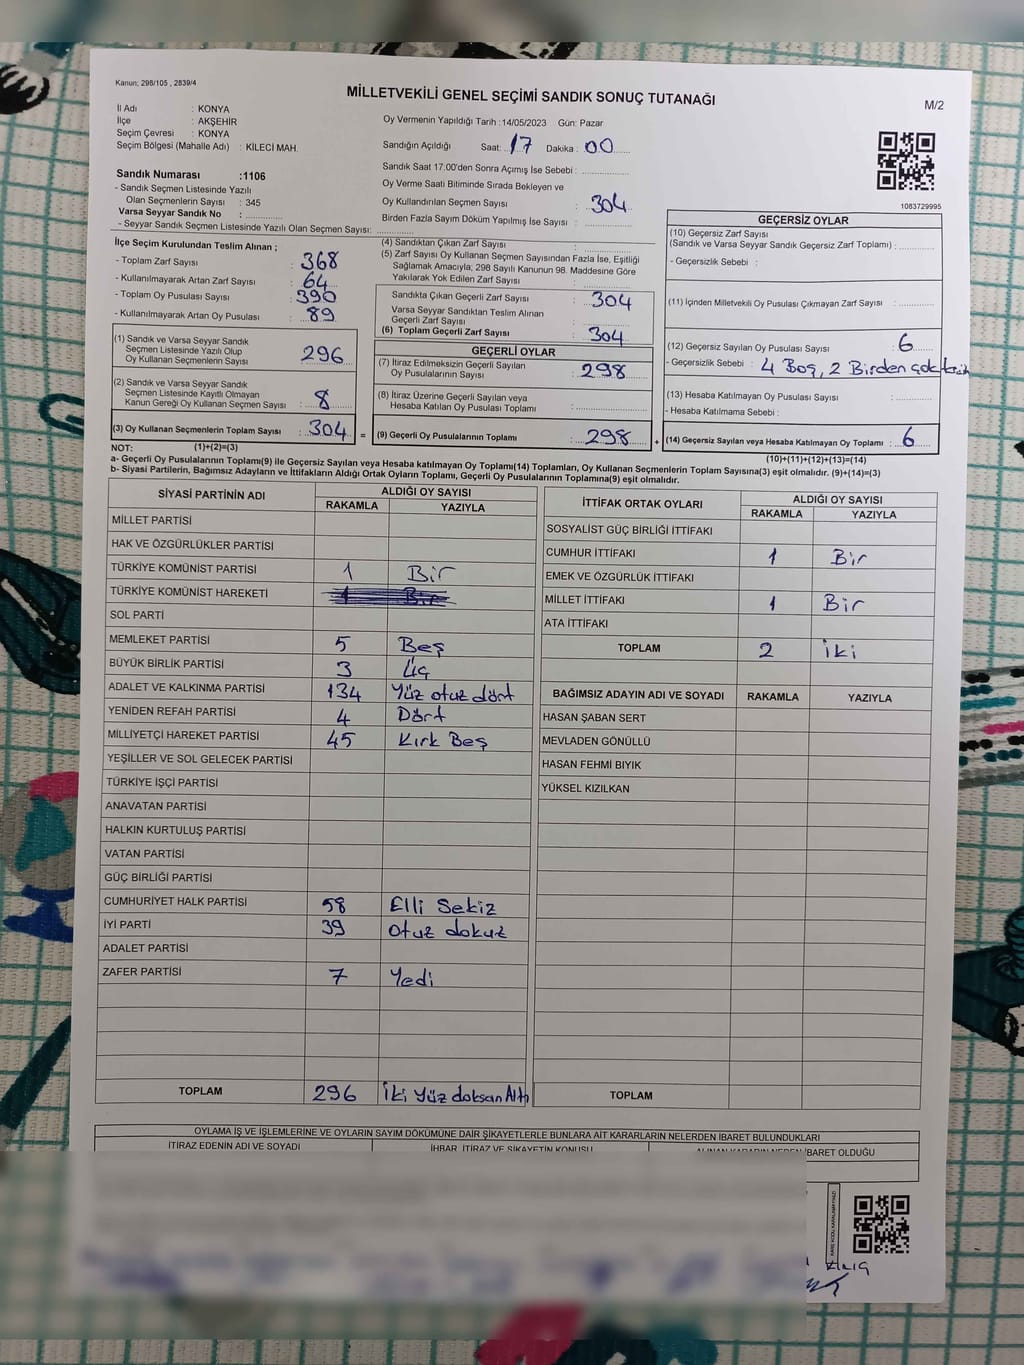 Kanun: 298/105 , 2839/4
MİLLETVEKİLİ GENEL SEÇİMİ SANDIK SONUÇ TUTANAĞI
M/2
İl Adı : KONYA
İlçe : AKŞEHİR
Seçim Çevresi : KONYA
Seçim Bölgesi (Mahalle Adı) : KİLECİ MAH.
Oy Vermenin Yapıldığı Tarih :14/05/2023 Gün: Pazar
Sandığın Açıldığı Saat: 17 Dakika : 00
Sandık Saat 17:00'den Sonra Açımış İse Sebebi :
Oy Verme Saati Bitiminde Sırada Bekleyen ve
Oy Kullandırılan Seçmen Sayısı : 304
Birden Fazla Sayım Döküm Yapılmış İse Sayısı :
Sandık Numarası :1106
- Sandık Seçmen Listesinde Yazılı
Olan Seçmenlerin Sayısı : 345
Varsa Seyyar Sandık No :
- Seyyar Sandık Seçmen Listesinde Yazılı Olan Seçmen Sayısı:
1083729995
İlçe Seçim Kurulundan Teslim Alınan ;
- Toplam Zarf Sayısı : 368
- Kullanılmayarak Artan Zarf Sayısı : 64
- Toplam Oy Pusulası Sayısı : 390
- Kullanılmayarak Artan Oy Pusulası : 89
(1) Sandık ve Varsa Seyyar Sandık
Seçmen Listesinde Yazılı Olup
Oy Kullanan Seçmenlerin Sayısı : 296
(2) Sandık ve Varsa Seyyar Sandık
Seçmen Listesinde Kayıtlı Olmayan
Kanun Gereği Oy Kullanan Seçmen Sayısı : 8
(3) Oy Kullanan Seçmenlerin Toplam Sayısı : 304
(1)+(2)=(3)
(4) Sandıktan Çıkan Zarf Sayısı :
(5) Zarf Sayısı Oy Kullanan Seçmen Sayısından Fazla İse, Eşitliği
Sağlamak Amacıyla; 298 Sayılı Kanunun 98. Maddesine Göre
Yakılarak Yok Edilen Zarf Sayısı :
Sandıkta Çıkan Geçerli Zarf Sayısı : 304
Varsa Seyyar Sandıktan Teslim Alınan
Geçerli Zarf Sayısı :
(6) Toplam Geçerli Zarf Sayısı : 304
GEÇERLİ OYLAR
(7) İtiraz Edilmeksizin Geçerli Sayılan
Oy Pusulalarının Sayısı : 298
(8) İtiraz Üzerine Geçerli Sayılan veya
Hesaba Katılan Oy Pusulası Toplamı :
= (9) Geçerli Oy Pusulalarının Toplamı : 298 +
GEÇERSİZ OYLAR
(10) Geçersiz Zarf Sayısı
(Sandık ve Varsa Seyyar Sandık Geçersiz Zarf Toplamı) :
- Geçersizlik Sebebi :
(11) İçinden Milletvekili Oy Pusulası Çıkmayan Zarf Sayısı :
(12) Geçersiz Sayılan Oy Pusulası Sayısı : 6
- Geçersizlik Sebebi : 4 Boş, 2 Birden çok
(13) Hesaba Katılmayan Oy Pusulası Sayısı :
- Hesaba Katılmama Sebebi :
(14) Geçersiz Sayılan veya Hesaba Katılmayan Oy Toplamı : 6
(10)+(11)+(12)+(13)=(14)
NOT:
a- Geçerli Oy Pusulalarının Toplamı(9) ile Geçersiz Sayılan veya Hesaba katılmayan Oy Toplamı(14) Toplamları, Oy Kullanan Seçmenlerin Toplam Sayısına(3) eşit olmalıdır. (9)+(14)=(3)
b- Siyasi Partilerin, Bağımsız Adayların ve İttifakların Aldığı Oyların Toplamı, Geçerli Oy Pusulalarının Toplamına(9) eşit olmalıdır.
SİYASİ PARTİNİN ADI ALDIĞI OY SAYISI
RAKAMLA YAZIYLA
MİLLET PARTİSİ
HAK VE ÖZGÜRLÜKLER PARTİSİ
TÜRKİYE KOMÜNİST PARTİSİ 1 Bir
TÜRKİYE KOMÜNİST HAREKETİ 1 Bir
SOL PARTİ
MEMLEKET PARTİSİ 5 Beş
BÜYÜK BİRLİK PARTİSİ 3 Üç
ADALET VE KALKINMA PARTİSİ 134 Yüz otuz dört
YENİDEN REFAH PARTİSİ 4 Dört
MİLLİYETÇİ HAREKET PARTİSİ 45 Kırk Beş
YEŞİLLER VE SOL GELECEK PARTİSİ
TÜRKİYE İŞÇİ PARTİSİ
ANAVATAN PARTİSİ
HALKIN KURTULUŞ PARTİSİ
VATAN PARTİSİ
GÜÇ BİRLİĞİ PARTİSİ
CUMHURİYET HALK PARTİSİ 58 Elli Sekiz
İYİ PARTİ 39 Otuz dokuz
ADALET PARTİSİ
ZAFER PARTİSİ 7 Yedi
TOPLAM 296 İki Yüz doksan Altı
İTTİFAK ORTAK OYLARI ALDIĞI OY SAYISI
RAKAMLA YAZIYLA
SOSYALİST GÜÇ BİRLİĞİ İTTİFAKI
CUMHUR İTTİFAKI 1 Bir
EMEK VE ÖZGÜRLÜK İTTİFAKI
MİLLET İTTİFAKI 1 Bir
ATA İTTİFAKI
TOPLAM 2 İki
BAĞIMSIZ ADAYIN ADI VE SOYADI RAKAMLA YAZIYLA
HASAN ŞABAN SERT
MEVLADEN GÖNÜLLÜ
HASAN FEHMİ BIYIK
YÜKSEL KIZILKAN
TOPLAM
OYLAMA İŞ VE İŞLEMLERİNE VE OYLARIN SAYIM DÖKÜMÜNE DAİR ŞİKAYETLERLE BUNLARA AİT KARARLARIN NELERDEN İBARET BULUNDUKLARI
İTİRAZ EDENİN ADI VE SOYADI İHBAR, İTİRAZ VE ŞİKAYETİN KONUSU ALINAN KARARIN NEDEN İBARET OLDUĞU